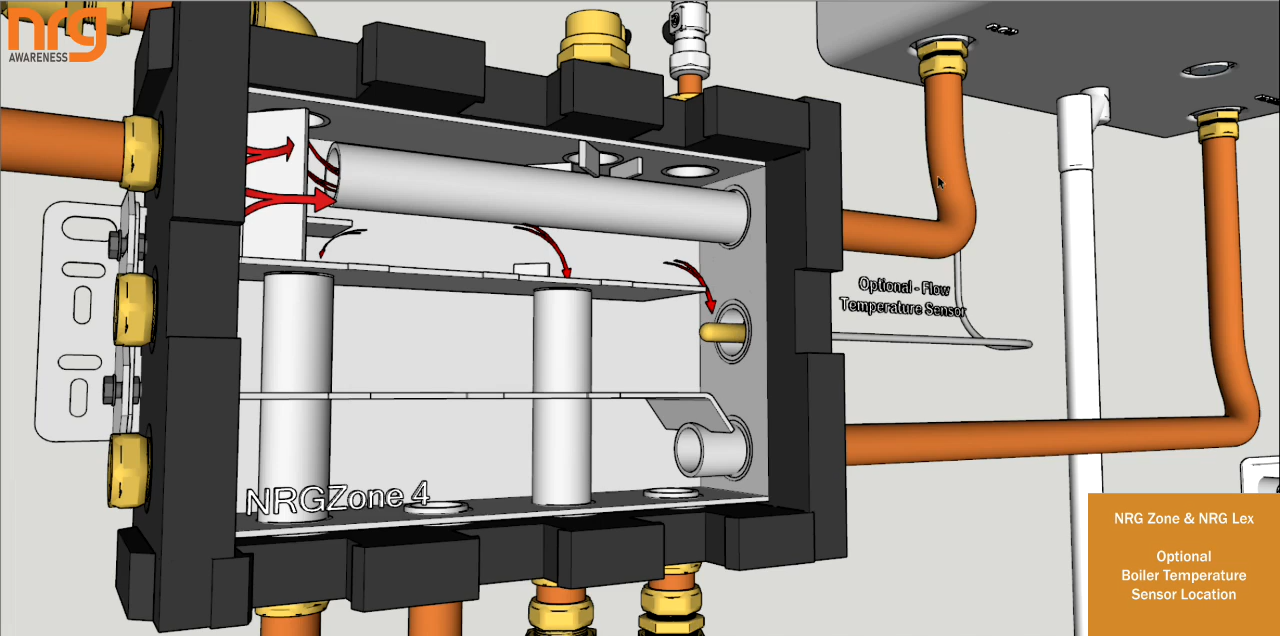 nrg
AWARENESS
Optional - Flow
Temperature Sensor
NRGZone 4
NRG Zone & NRG Lex
Optional
Boiler Temperature
Sensor Location